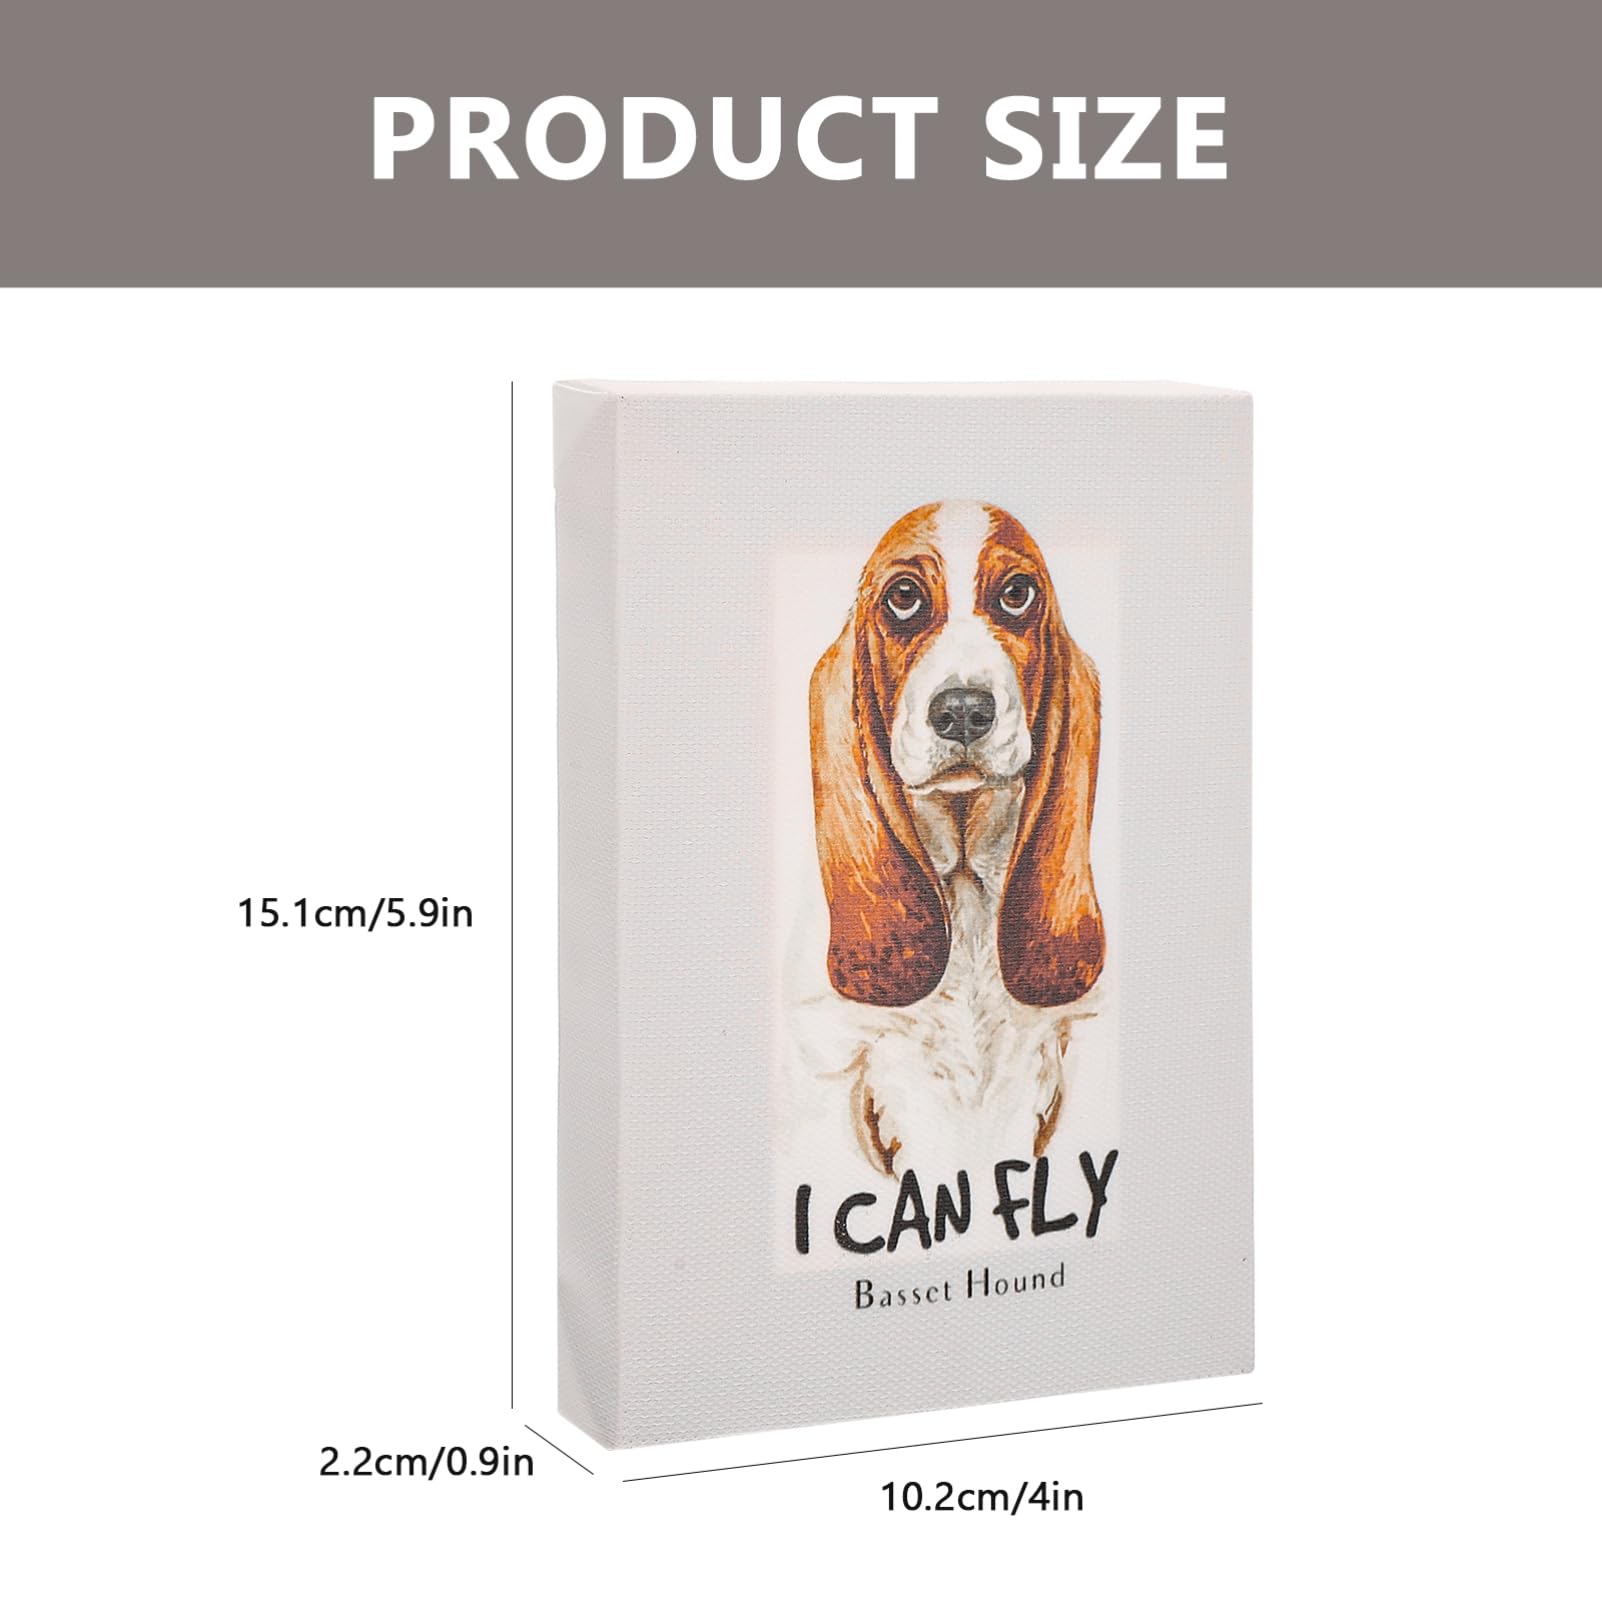 PRODUCT SIZE
15.1cm/5.9in
I CAN FLY
Basset Hound
2.2cm/0.9in
10.2cm/4in